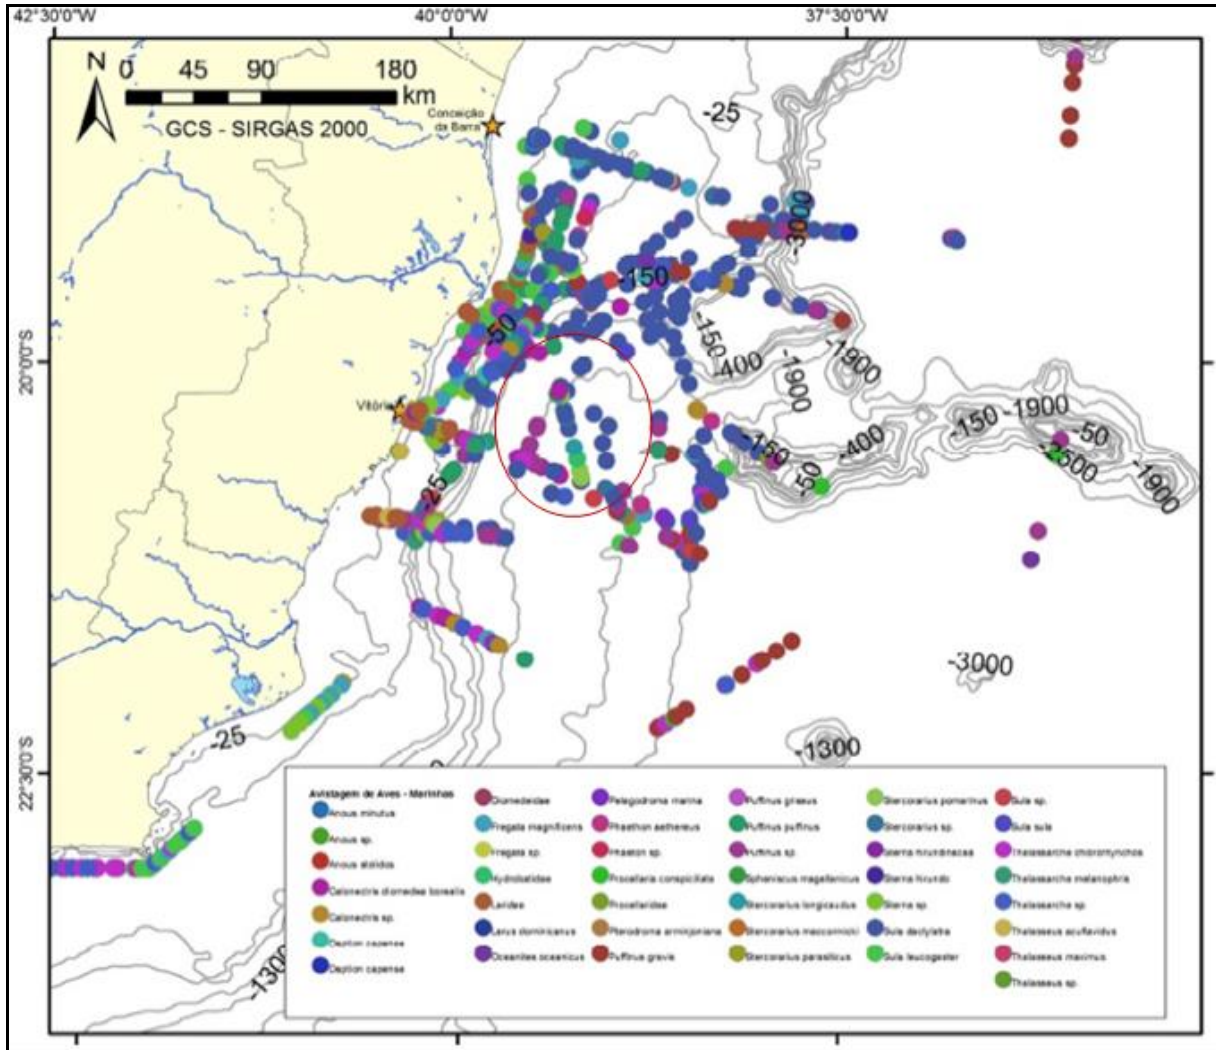 42°30'0"W 40°0'0"W 37°30'0"W
N
0 45 90 180
km
GCS - SIRGAS 2000
Conceição
da Barra
-25
-3000
-150
-50
20°0'0"S
-150
-400
-1900
-1900
Vitória
-150
-400
-150
-1900
-50
-2500
-1900
-50
-25
-3000
-25
-1300
22°30'0"S
-1300
Avistagem de Aves - Marinhas
Anous minutus
Anous sp.
Anous stolidus
Calonectris diomedea borealis
Calonectris sp.
Daption capense
Daption capense
Diomedeidae
Fregata magnificens
Fregata sp.
Hydrobatidae
Laridae
Larus dominicanus
Oceanites oceanicus
Pelagodroma marina
Phaethon aethereus
Phaeton sp.
Procellaria conspicillata
Procellaridae
Pterodroma arminjoniana
Puffinus gravis
Puffinus griseus
Puffinus puffinus
Puffinus sp.
Spheniscus magellanicus
Stercorarius longicaudus
Stercorarius maccormicki
Stercorarius parasiticus
Stercorarius pomarinus
Stercorarius sp.
Sterna hirundinacea
Sterna hirundo
Sterna sp.
Sula dactylatra
Sula leucogaster
Sula sp.
Sula sula
Thalassarche chlororhynchos
Thalassarche melanophris
Thalassarche sp.
Thalasseus acuflavidus
Thalasseus maximus
Thalasseus sp.